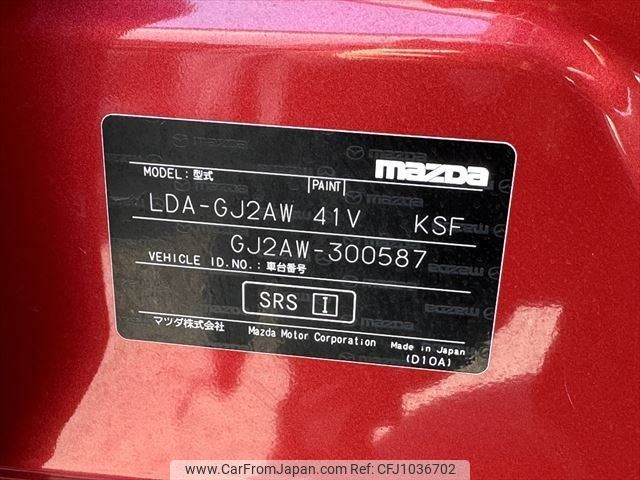 mazda
MODEL: 型式
PAINT
LDA-GJ2AW 41V KSF
GJ2AW-300587
VEHICLE ID.NO.: 車台番号
SRS I
マツダ株式会社 Mazda Motor Corporation Made in Japan
(D10A)
www.CarFromJapan.com REF:CFJ1036702